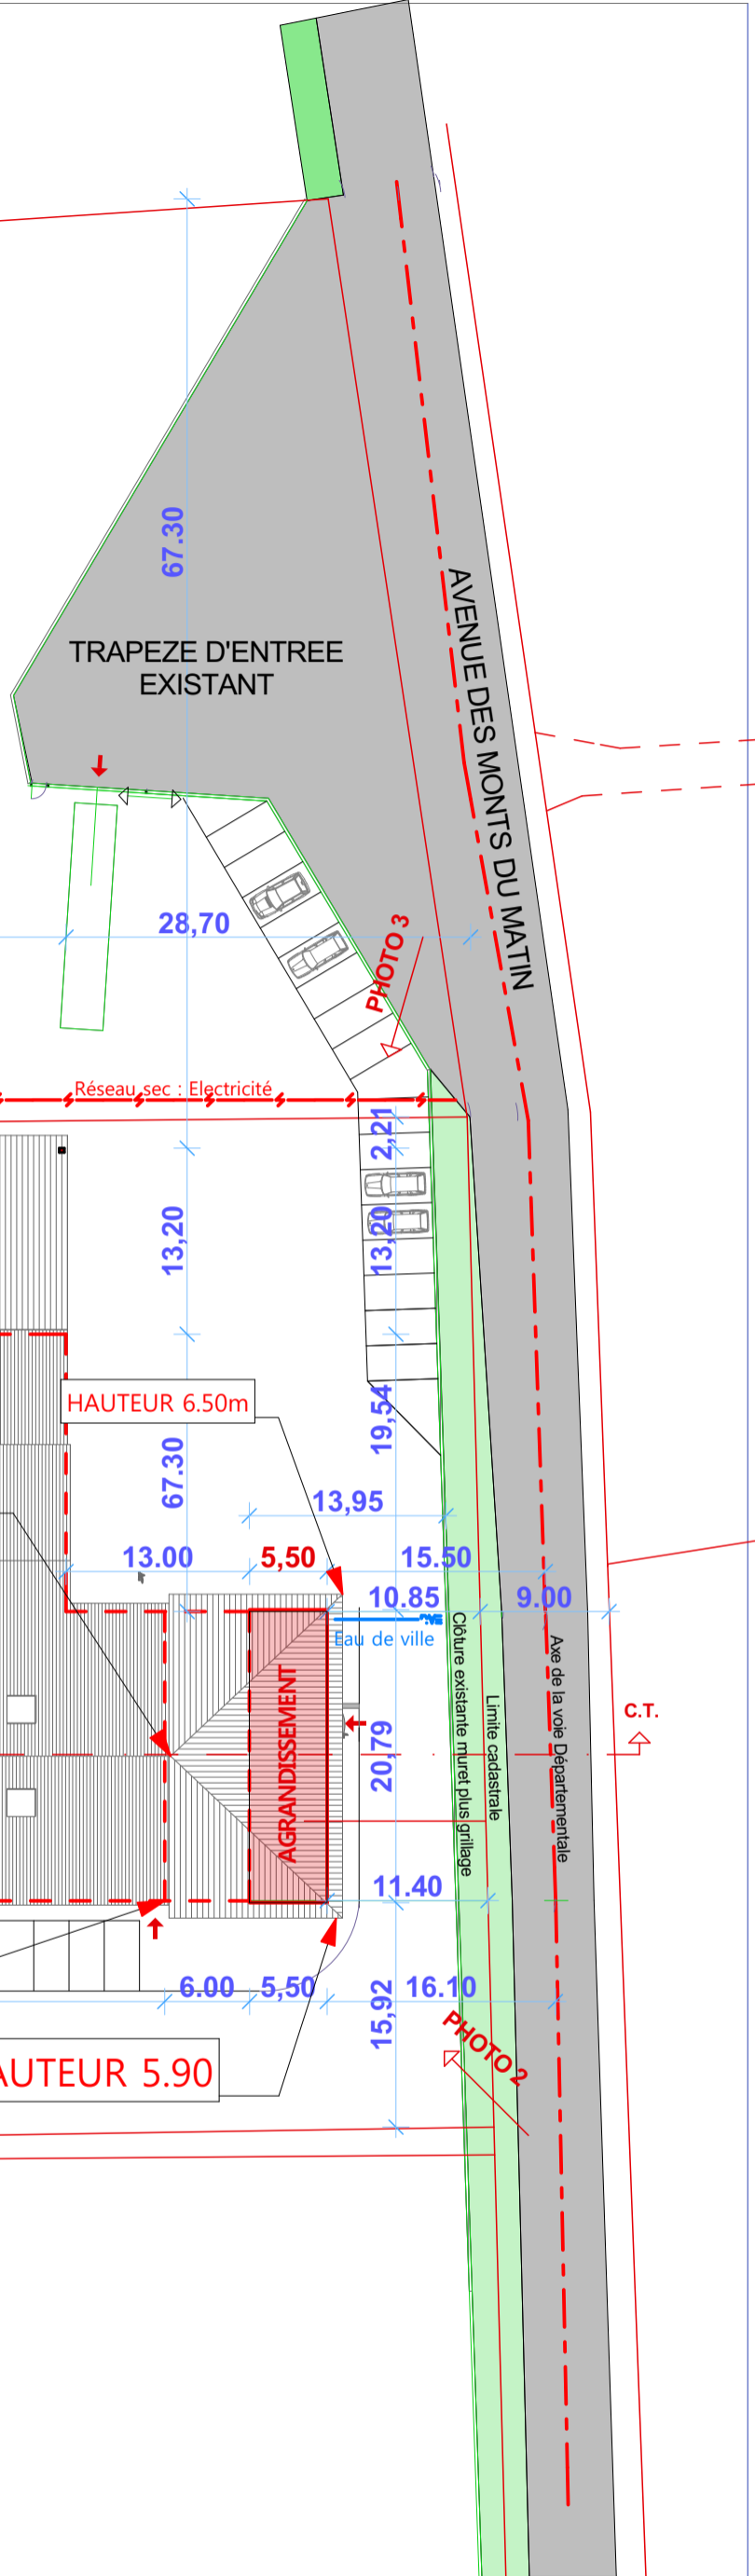 67.30
TRAPEZE D'ENTREE
EXISTANT
AVENUE DES MONTS DU MATIN
28,70
PHOTO 3
Réseau sec : Electricité
2,21
13,20
13,20
HAUTEUR 6.50m
19,54
67.30
13,95
13.00
5,50
15.50
10.85
9.00
Eau de ville
Clôture existante muret plus grillage
Limite cadastrale
Axe de la voie Départementale
AGRANDISSEMENT
C.T.
20,79
11.40
6.00
5,50
16.10
15,92
PHOTO 2
AUTEUR 5.90